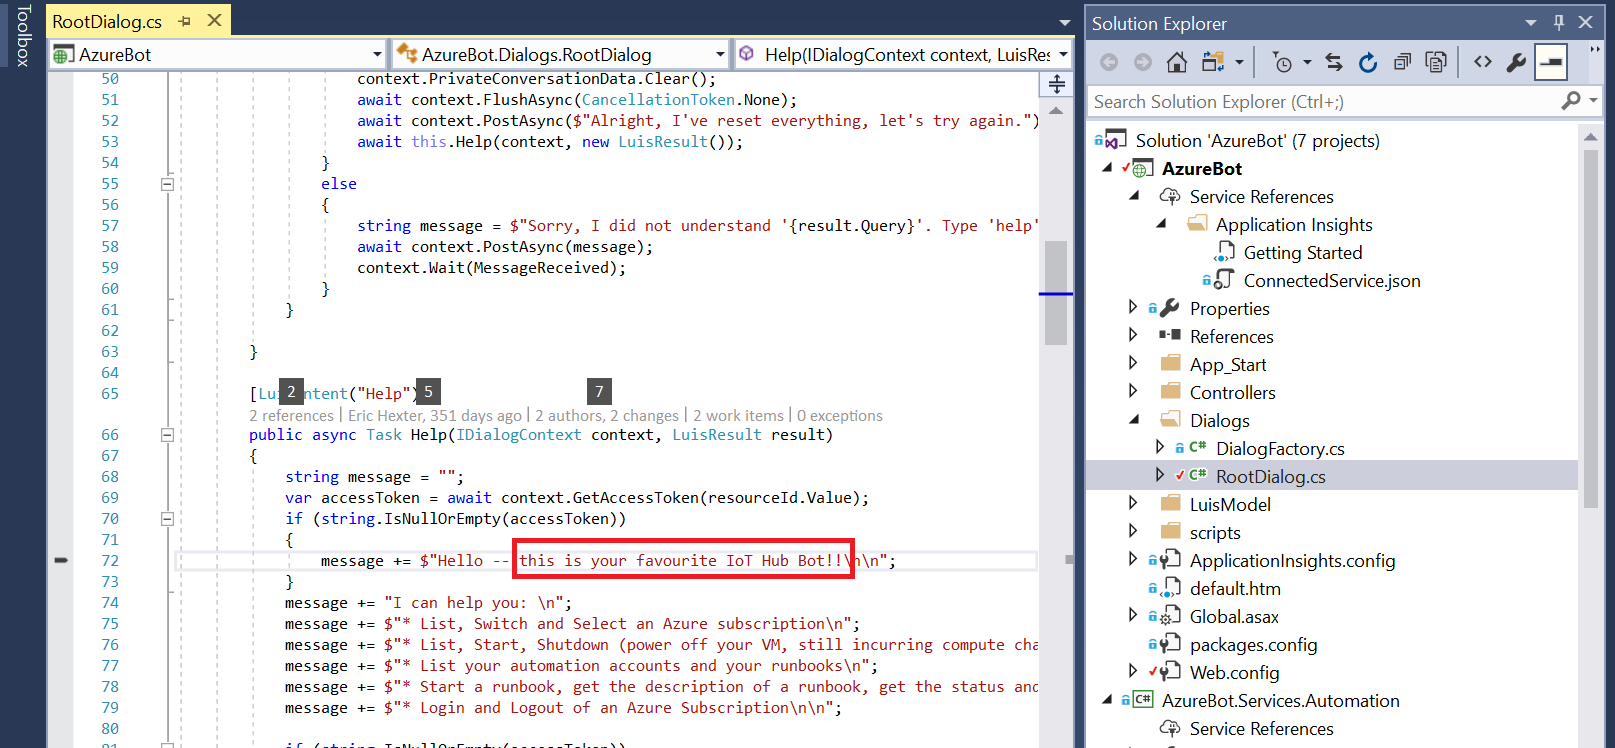 Toolbox
RootDialog.cs
AzureBot
AzureBot.Dialogs.RootDialog
Help(IDialogContext context, LuisRes
50 context.PrivateConversationData.Clear();
51 await context.FlushAsync(CancellationToken.None);
52 await context.PostAsync($"Alright, I've reset everything, let's try again.")
53 await this.Help(context, new LuisResult());
54 }
55 else
56 {
57 string message = $"Sorry, I did not understand '{result.Query}'. Type 'help'
58 await context.PostAsync(message);
59 context.Wait(MessageReceived);
60 }
61 }
62
63 }
64
65 [Lu 2 ntent("Help") 5 7
2 references | Eric Hexter, 351 days ago | 2 authors, 2 changes | 2 work items | 0 exceptions
66 public async Task Help(IDialogContext context, LuisResult result)
67 {
68 string message = "";
69 var accessToken = await context.GetAccessToken(resourceId.Value);
70 if (string.IsNullOrEmpty(accessToken))
71 {
72 message += $"Hello -- this is your favourite IoT Hub Bot!!\n\n";
73 }
74 message += "I can help you: \n";
75 message += $"* List, Switch and Select an Azure subscription\n";
76 message += $"* List, Start, Shutdown (power off your VM, still incurring compute cha
77 message += $"* List your automation accounts and your runbooks\n";
78 message += $"* Start a runbook, get the description of a runbook, get the status and
79 message += $"* Login and Logout of an Azure Subscription\n\n";
80
Solution Explorer
Search Solution Explorer (Ctrl+;)
Solution 'AzureBot' (7 projects)
AzureBot
Service References
Application Insights
Getting Started
ConnectedService.json
Properties
References
App_Start
Controllers
Dialogs
C# DialogFactory.cs
C# RootDialog.cs
LuisModel
scripts
ApplicationInsights.config
default.htm
Global.asax
packages.config
Web.config
C# AzureBot.Services.Automation
Service References